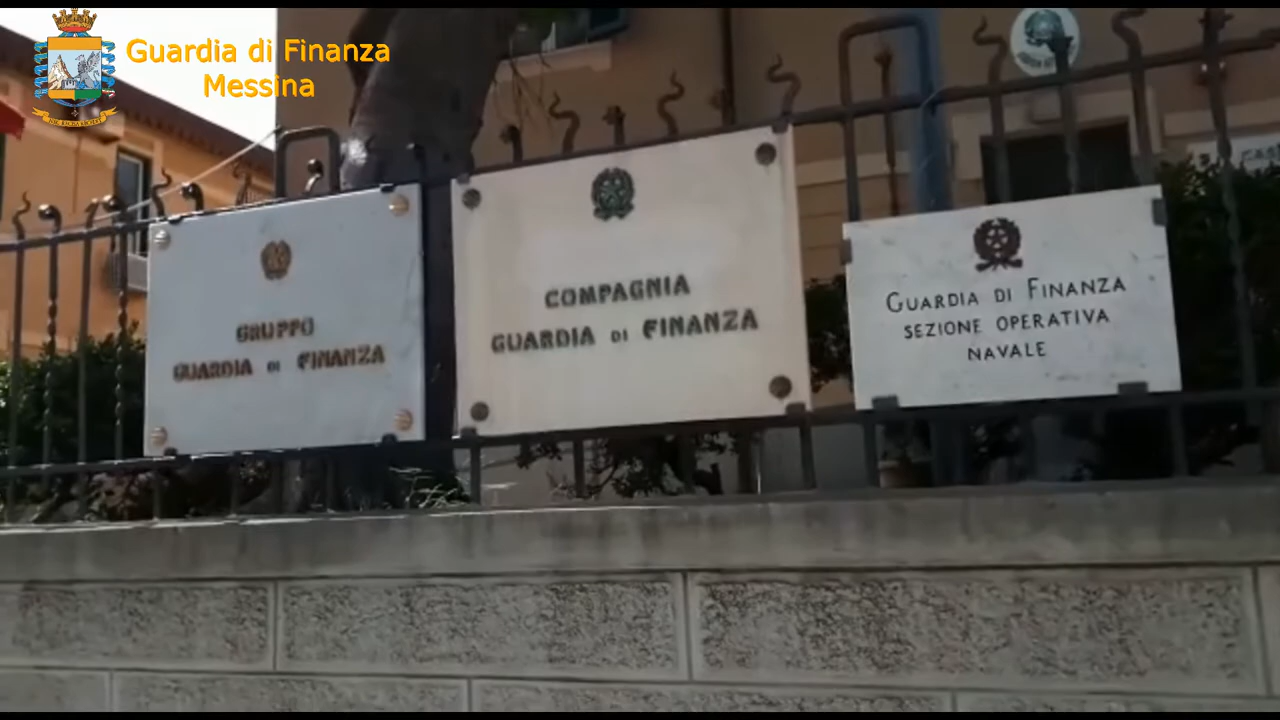 Guardia di Finanza
Messina
GRUPPO
GUARDIA DI FINANZA
COMPAGNIA
GUARDIA DI FINANZA
GUARDIA DI FINANZA
SEZIONE OPERATIVA
NAVALE